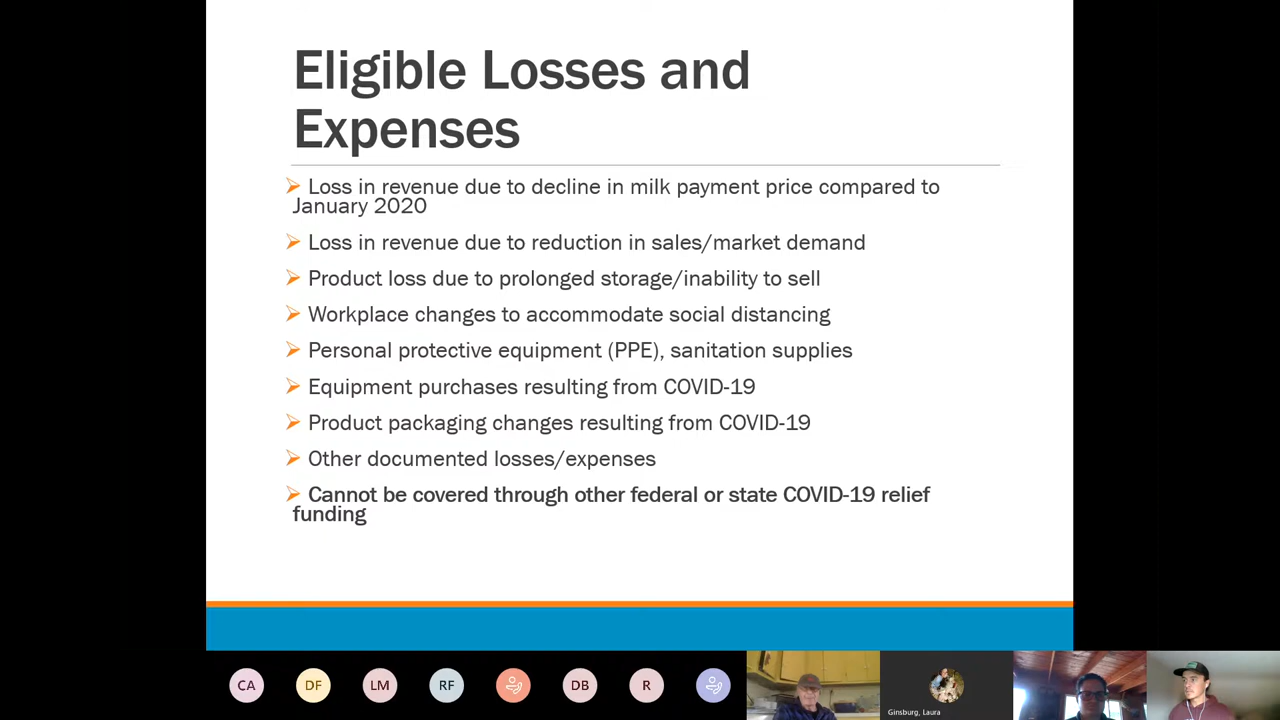 Eligible Losses and
Expenses
Loss in revenue due to decline in milk payment price compared to
January 2020
Loss in revenue due to reduction in sales/market demand
Product loss due to prolonged storage/inability to sell
Workplace changes to accommodate social distancing
Personal protective equipment (PPE), sanitation supplies
Equipment purchases resulting from COVID-19
Product packaging changes resulting from COVID-19
Other documented losses/expenses
Cannot be covered through other federal or state COVID-19 relief
funding
CA DF LM RF DB R
Ginsburg, Laura